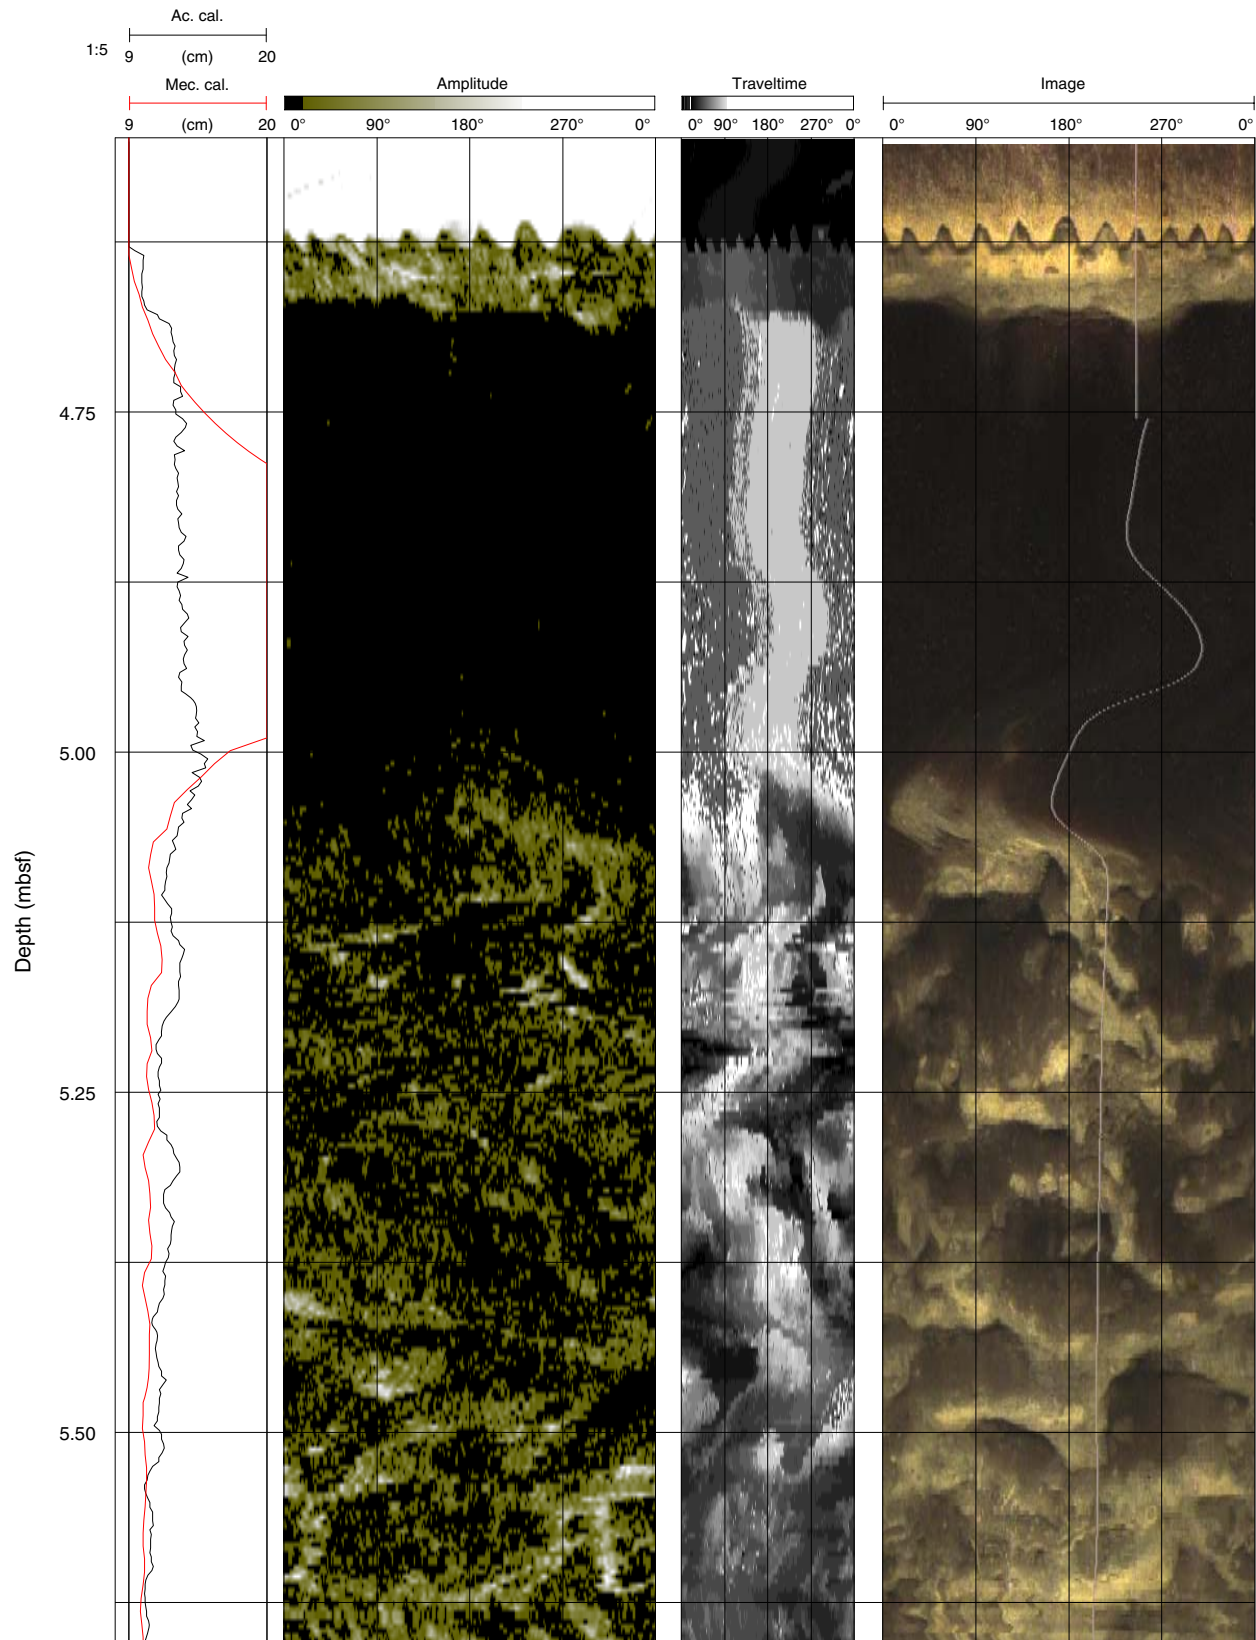 Ac. cal.
1:5 9 (cm) 20
Mec. cal. Amplitude Traveltime Image
9 (cm) 20 0° 90° 180° 270° 0° 0° 90° 180° 270° 0° 0° 90° 180° 270° 0°
4.75
5.00
Depth (mbsf)
5.25
5.50